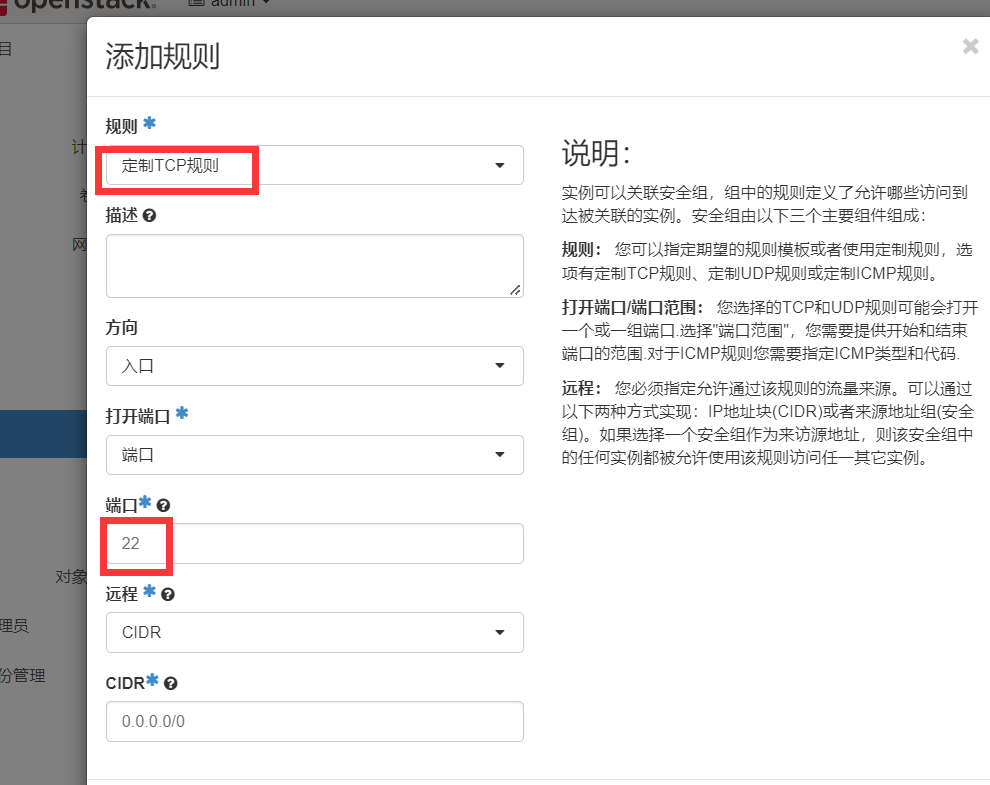 openstack.
admin
添加规则
×
目
计
网
对象
理员
份管理
规则 *
定制TCP规则
描述
方向
入口
打开端口 *
端口
端口*
22
远程 *
CIDR
CIDR*
0.0.0.0/0
说明：
实例可以关联安全组，组中的规则定义了允许哪些访问到
达被关联的实例。安全组由以下三个主要组件组成：
规则： 您可以指定期望的规则模板或者使用定制规则，选
项有定制TCP规则、定制UDP规则或定制ICMP规则。
打开端口/端口范围： 您选择的TCP和UDP规则可能会打开
一个或一组端口.选择"端口范围"，您需要提供开始和结束
端口的范围.对于ICMP规则您需要指定ICMP类型和代码.
远程： 您必须指定允许通过该规则的流量来源。可以通过
以下两种方式实现：IP地址块(CIDR)或者来源地址组(安全
组)。如果选择一个安全组作为来访源地址，则该安全组中
的任何实例都被允许使用该规则访问任一其它实例。